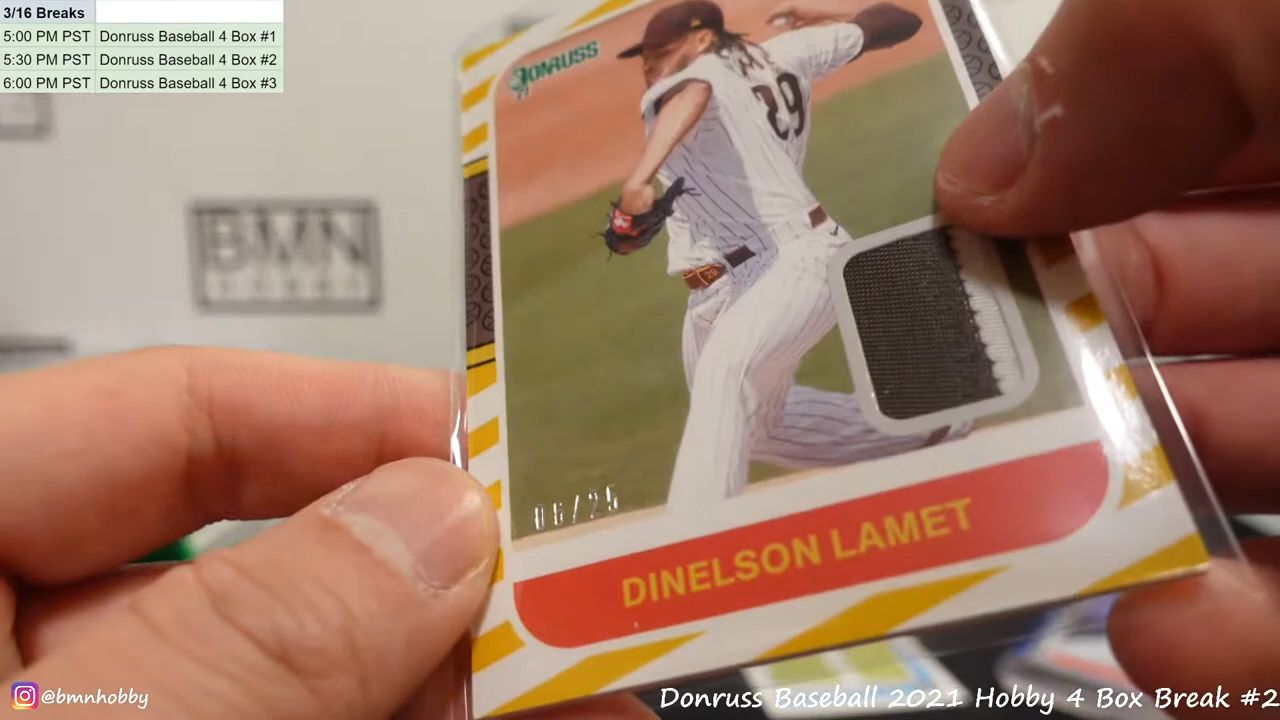 3/16 Breaks
5:00 PM PST Donruss Baseball 4 Box #1
5:30 PM PST Donruss Baseball 4 Box #2
6:00 PM PST Donruss Baseball 4 Box #3
DONRUSS
29
BMN
06/25
DINELSON LAMET
@bmnhobby
Donruss Baseball 2021 Hobby 4 Box Break #2